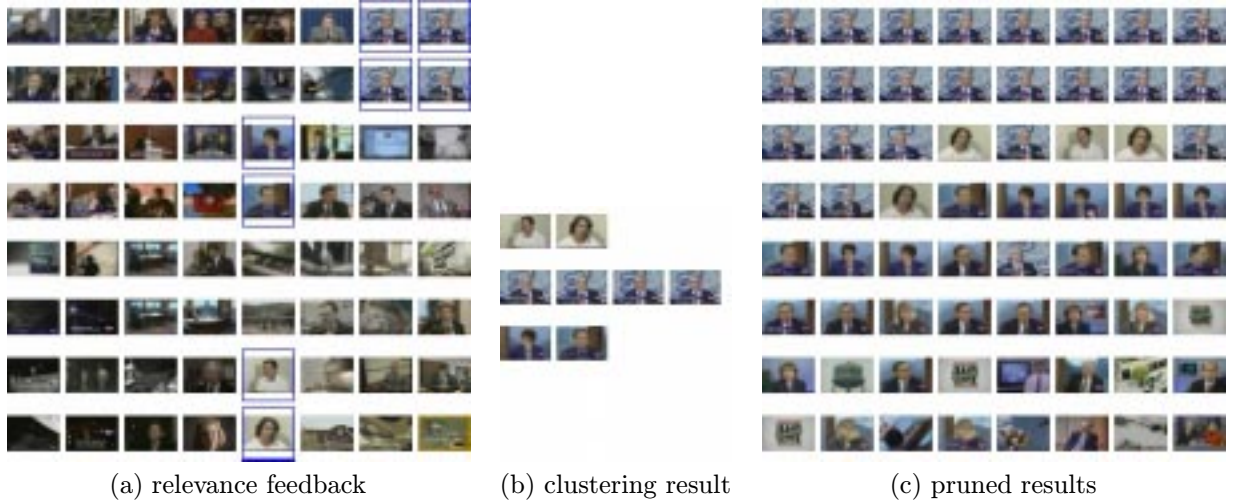 (a) relevance feedback
(b) clustering result
(c) pruned results